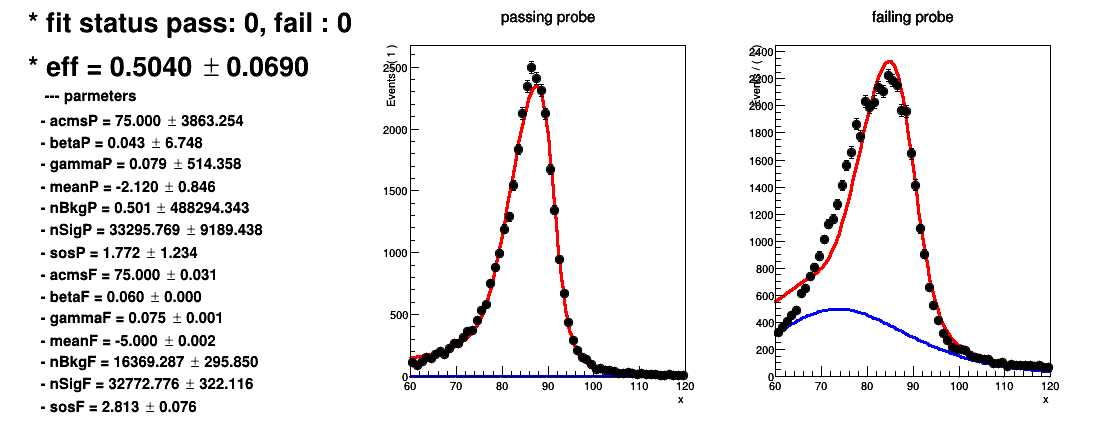 * fit status pass: 0, fail : 0
* eff = 0.5040 ± 0.0690
--- parmeters
- acmsP = 75.000 ± 3863.254
- betaP = 0.043 ± 6.748
- gammaP = 0.079 ± 514.358
- meanP = -2.120 ± 0.846
- nBkgP = 0.501 ± 488294.343
- nSigP = 33295.769 ± 9189.438
- sosP = 1.772 ± 1.234
- acmsF = 75.000 ± 0.031
- betaF = 0.060 ± 0.000
- gammaF = 0.075 ± 0.001
- meanF = -5.000 ± 0.002
- nBkgF = 16369.287 ± 295.850
- nSigF = 32772.776 ± 322.116
- sosF = 2.813 ± 0.076
passing probe
Events / ( 1 )
2500
2000
1500
1000
500
0
60 70 80 90 100 110 120
x
failing probe
Events / (
2400
2200
2000
1800
1600
1400
1200
1000
800
600
400
200
0
60 70 80 90 100 110 120
x